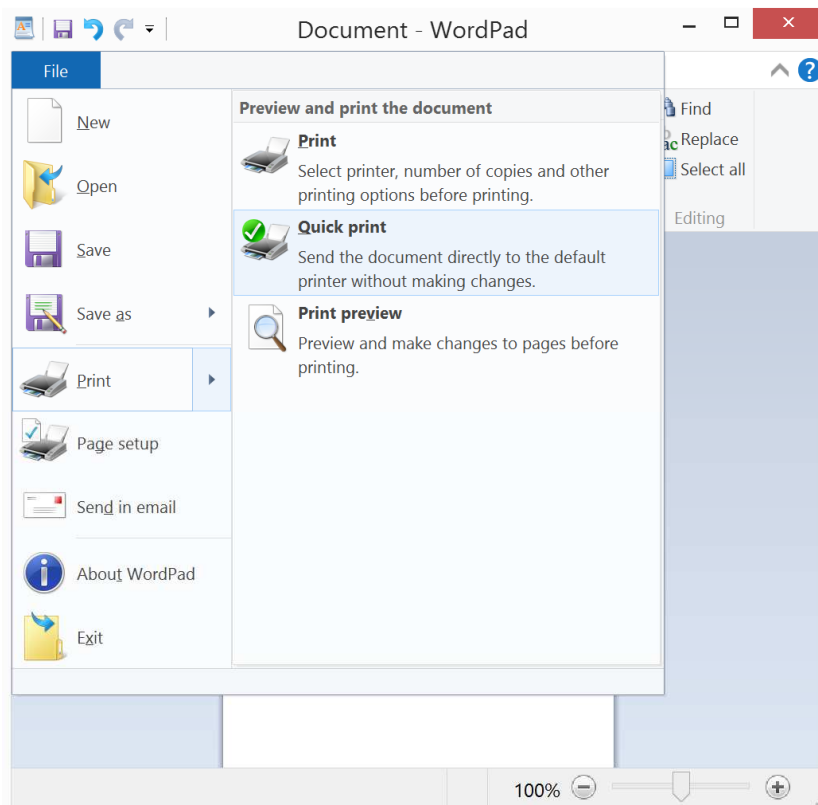 Document - WordPad
File
New
Open
Save
Save as
Print
Page setup
Send in email
About WordPad
Exit
Preview and print the document
Print
Select printer, number of copies and other
printing options before printing.
Quick print
Send the document directly to the default
printer without making changes.
Print preview
Preview and make changes to pages before
printing.
Find
Replace
Select all
Editing
100%